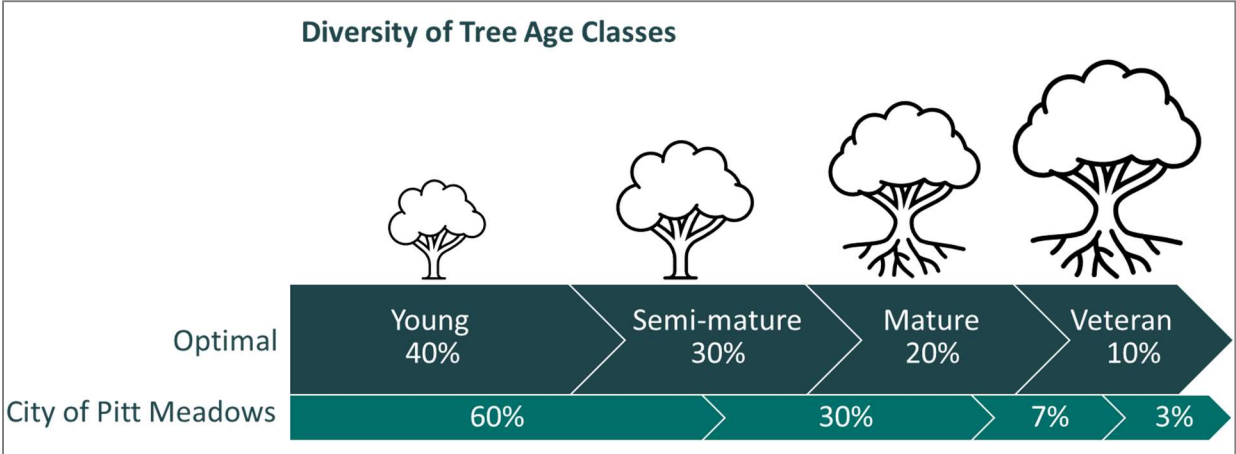 Diversity of Tree Age Classes
Optimal
Young
40%
Semi-mature
30%
Mature
20%
Veteran
10%
City of Pitt Meadows
60%
30%
7%
3%